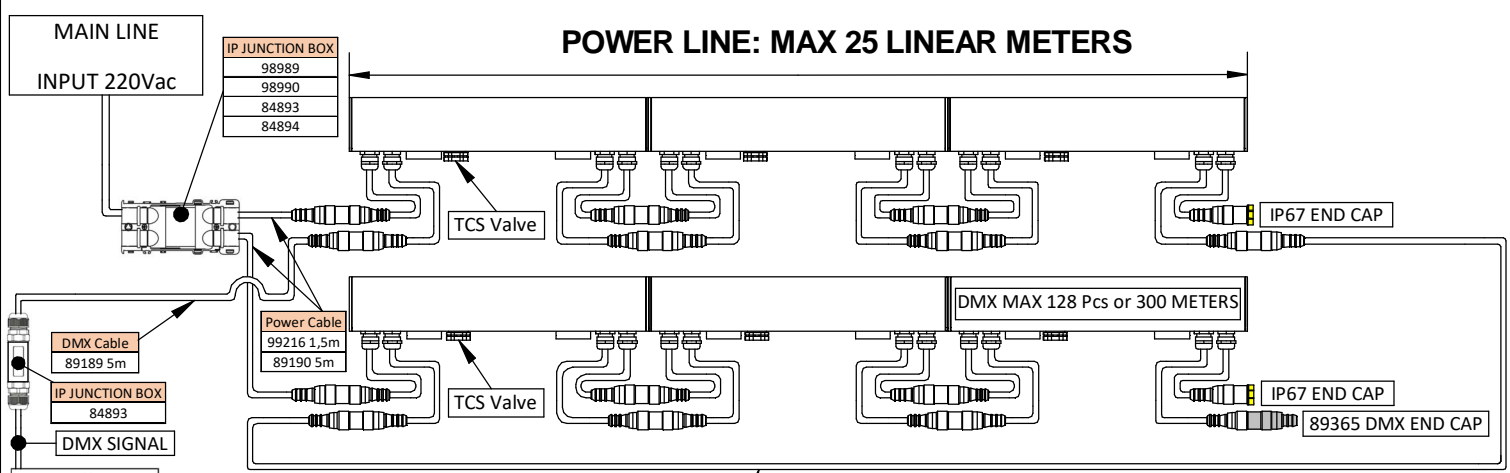 MAIN LINE
INPUT 220Vac
IP JUNCTION BOX
98989
98990
84893
84894
POWER LINE: MAX 25 LINEAR METERS
TCS Valve
IP67 END CAP
DMX MAX 128 Pcs or 300 METERS
DMX Cable
89189 5m
Power Cable
99216 1,5m
89190 5m
IP JUNCTION BOX
84893
TCS Valve
IP67 END CAP
89365 DMX END CAP
DMX SIGNAL